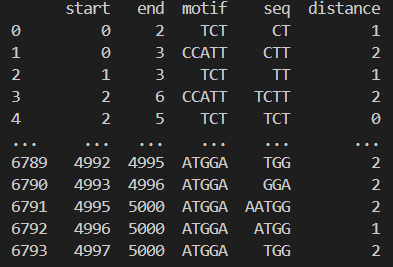 start end motif seq distance
0 0 2 TCT CT 1
1 0 3 CCATT CTT 2
2 1 3 TCT TT 1
3 2 6 CCATT TCTT 2
4 2 5 TCT TCT 0
... ... ... ... ... ...
6789 4992 4995 ATGGA TGG 2
6790 4993 4996 ATGGA GGA 2
6791 4995 5000 ATGGA AATGG 2
6792 4996 5000 ATGGA ATGG 1
6793 4997 5000 ATGGA TGG 2